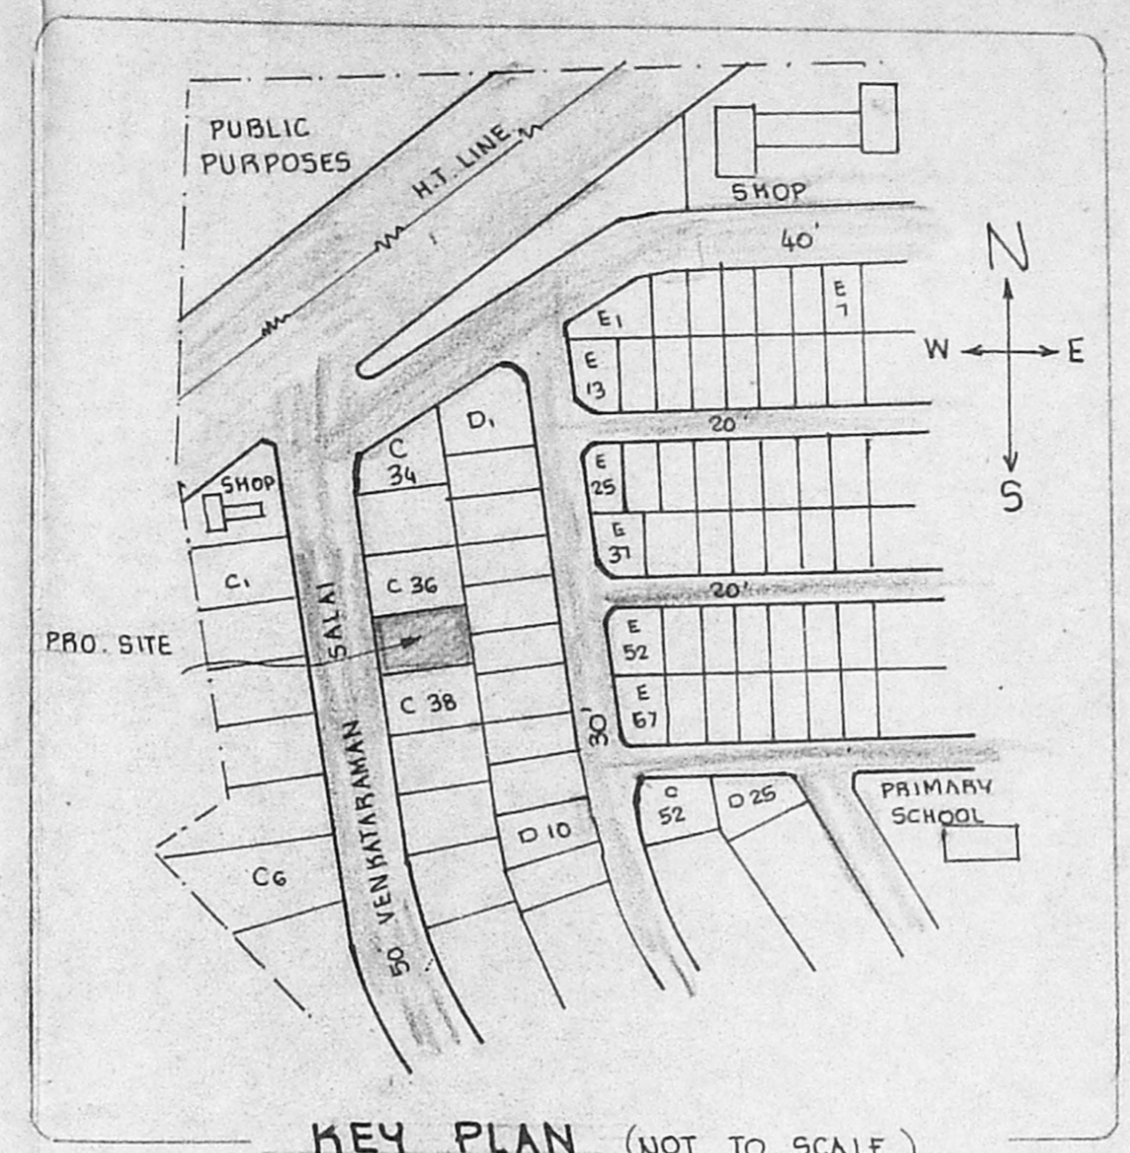 PUBLIC
PURPOSES
H.T. LINE
SHOP
40'
N
W E
S
E1
E
7
E
13
20'
D1
C
34
SHOP
E
25
E
37
C1
C 36
20'
SALAI
PRO. SITE
E
52
C 38
E
67
30'
50' VENKATARAMAN
C
52
D 25
PRIMARY
SCHOOL
D 10
C6
KEY PLAN (NOT TO SCALE)